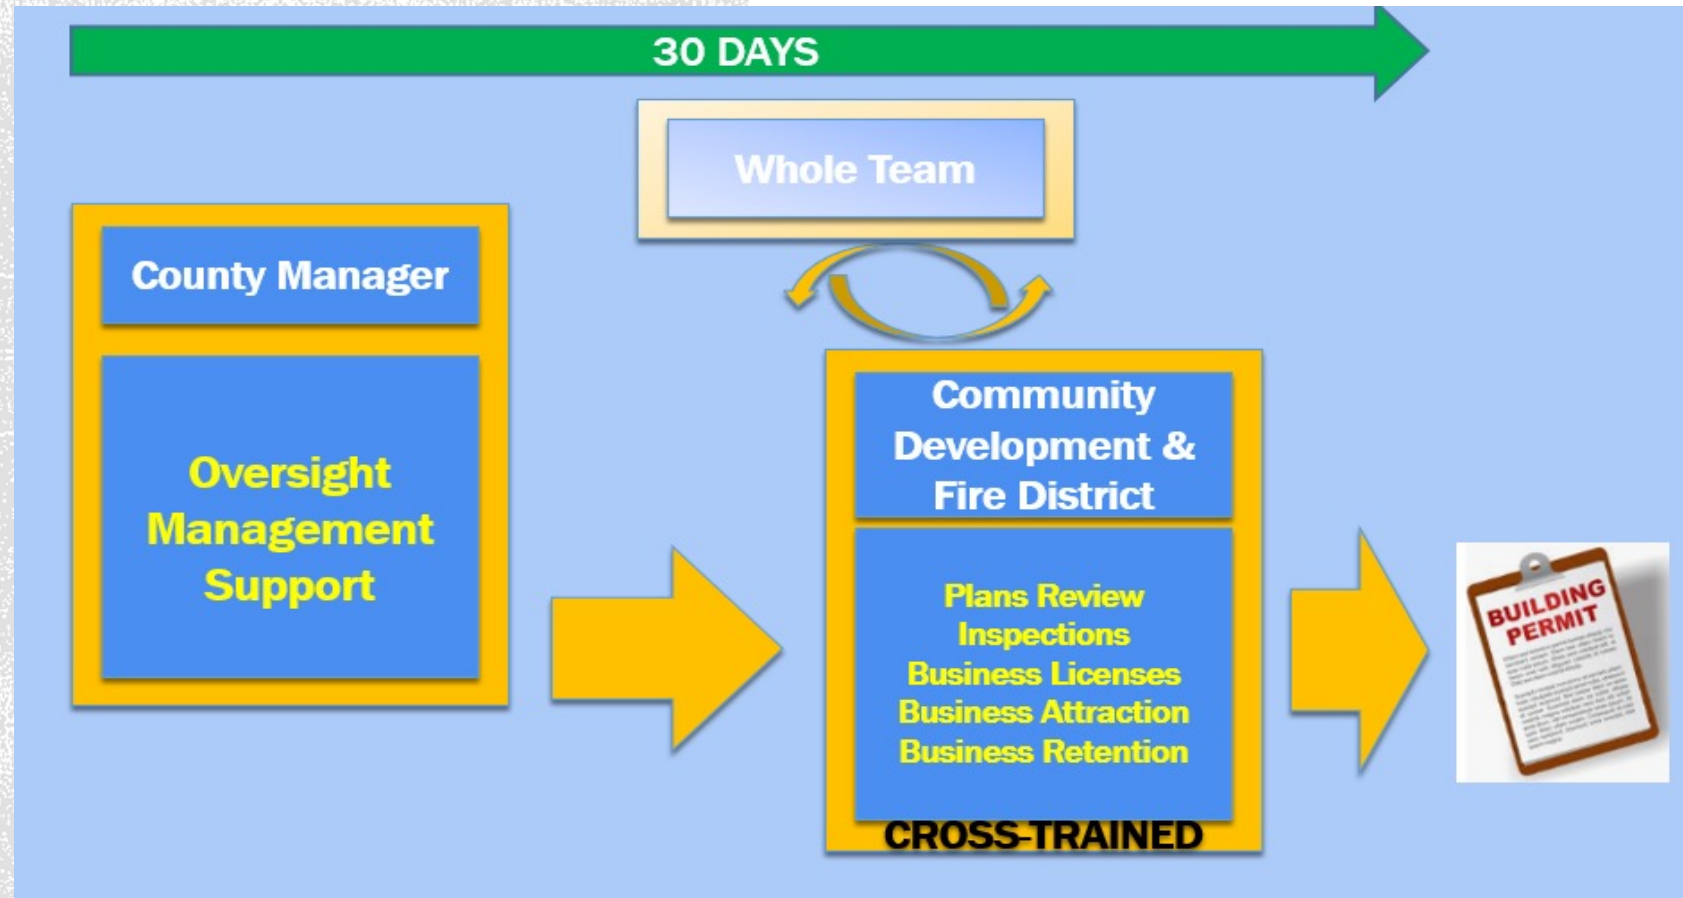 30 DAYS
Whole Team
County Manager
Oversight
Management
Support
Community
Development &
Fire District
Plans Review
Inspections
Business Licenses
Business Attraction
Business Retention
CROSS-TRAINED
BUILDING
PERMIT